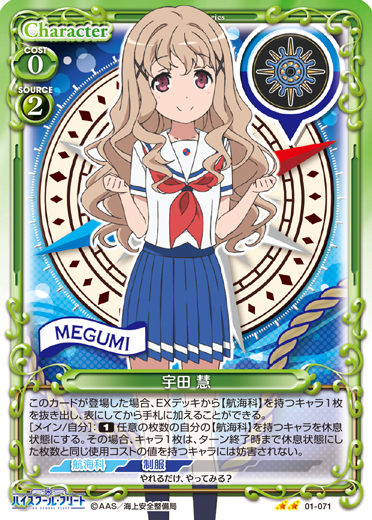 Character
COST
0
SOURCE
2
MEGUMI
宇田 慧
このカードが登場した場合、EXデッキから【航海科】を持つキャラ1枚
を抜き出し、表にしてから手札に加えることができる。
[メイン/自分]:1 任意の枚数の自分の【航海科】を持つキャラを休息
状態にする。その場合、キャラ1枚は、ターン終了時まで休息状態にし
た枚数と同じ使用コストの値を持つキャラには妨害されない。
航海科 制服
やれるだけ、やってみる?
ハイスクール・フリート
©AAS/海上安全整備局
01-071